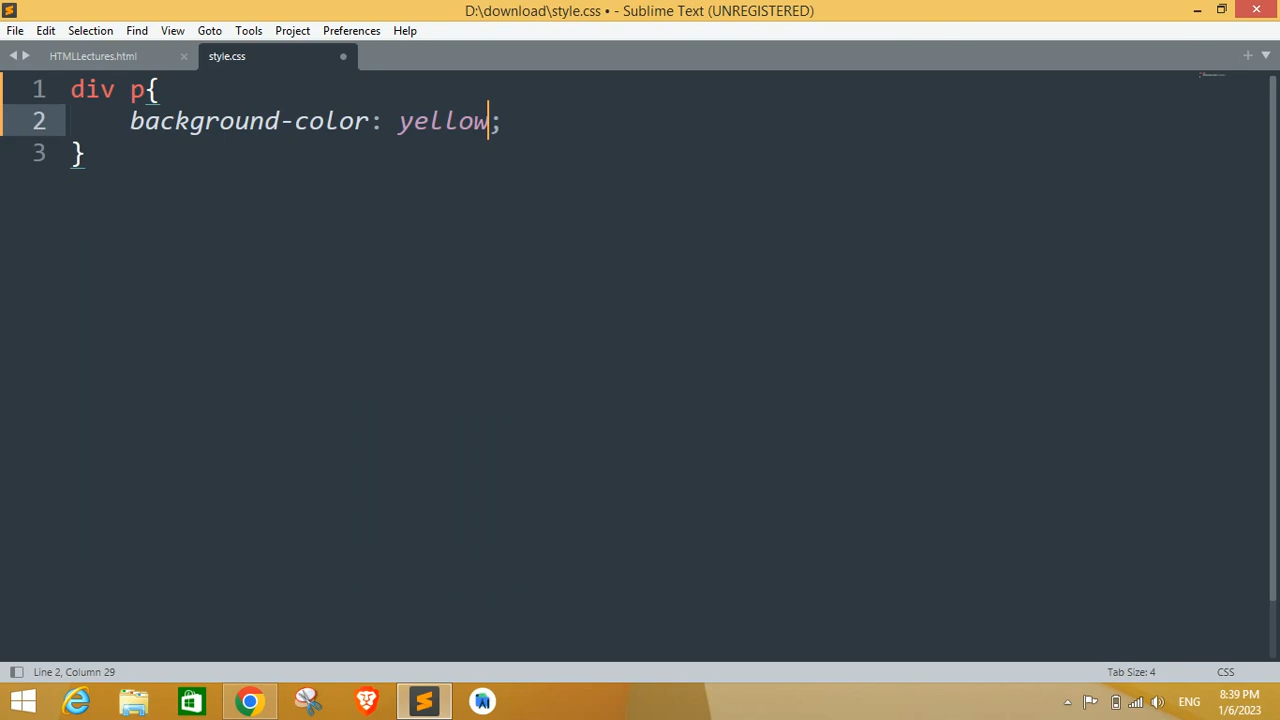 D:\download\style.css • - Sublime Text (UNREGISTERED)
File Edit Selection Find View Goto Tools Project Preferences Help
HTMLLectures.html × style.css
1 div p{
2 background-color: yellow;
3 }
Line 2, Column 29 Tab Size: 4 CSS
AI ENG 8:39 PM
1/6/2023